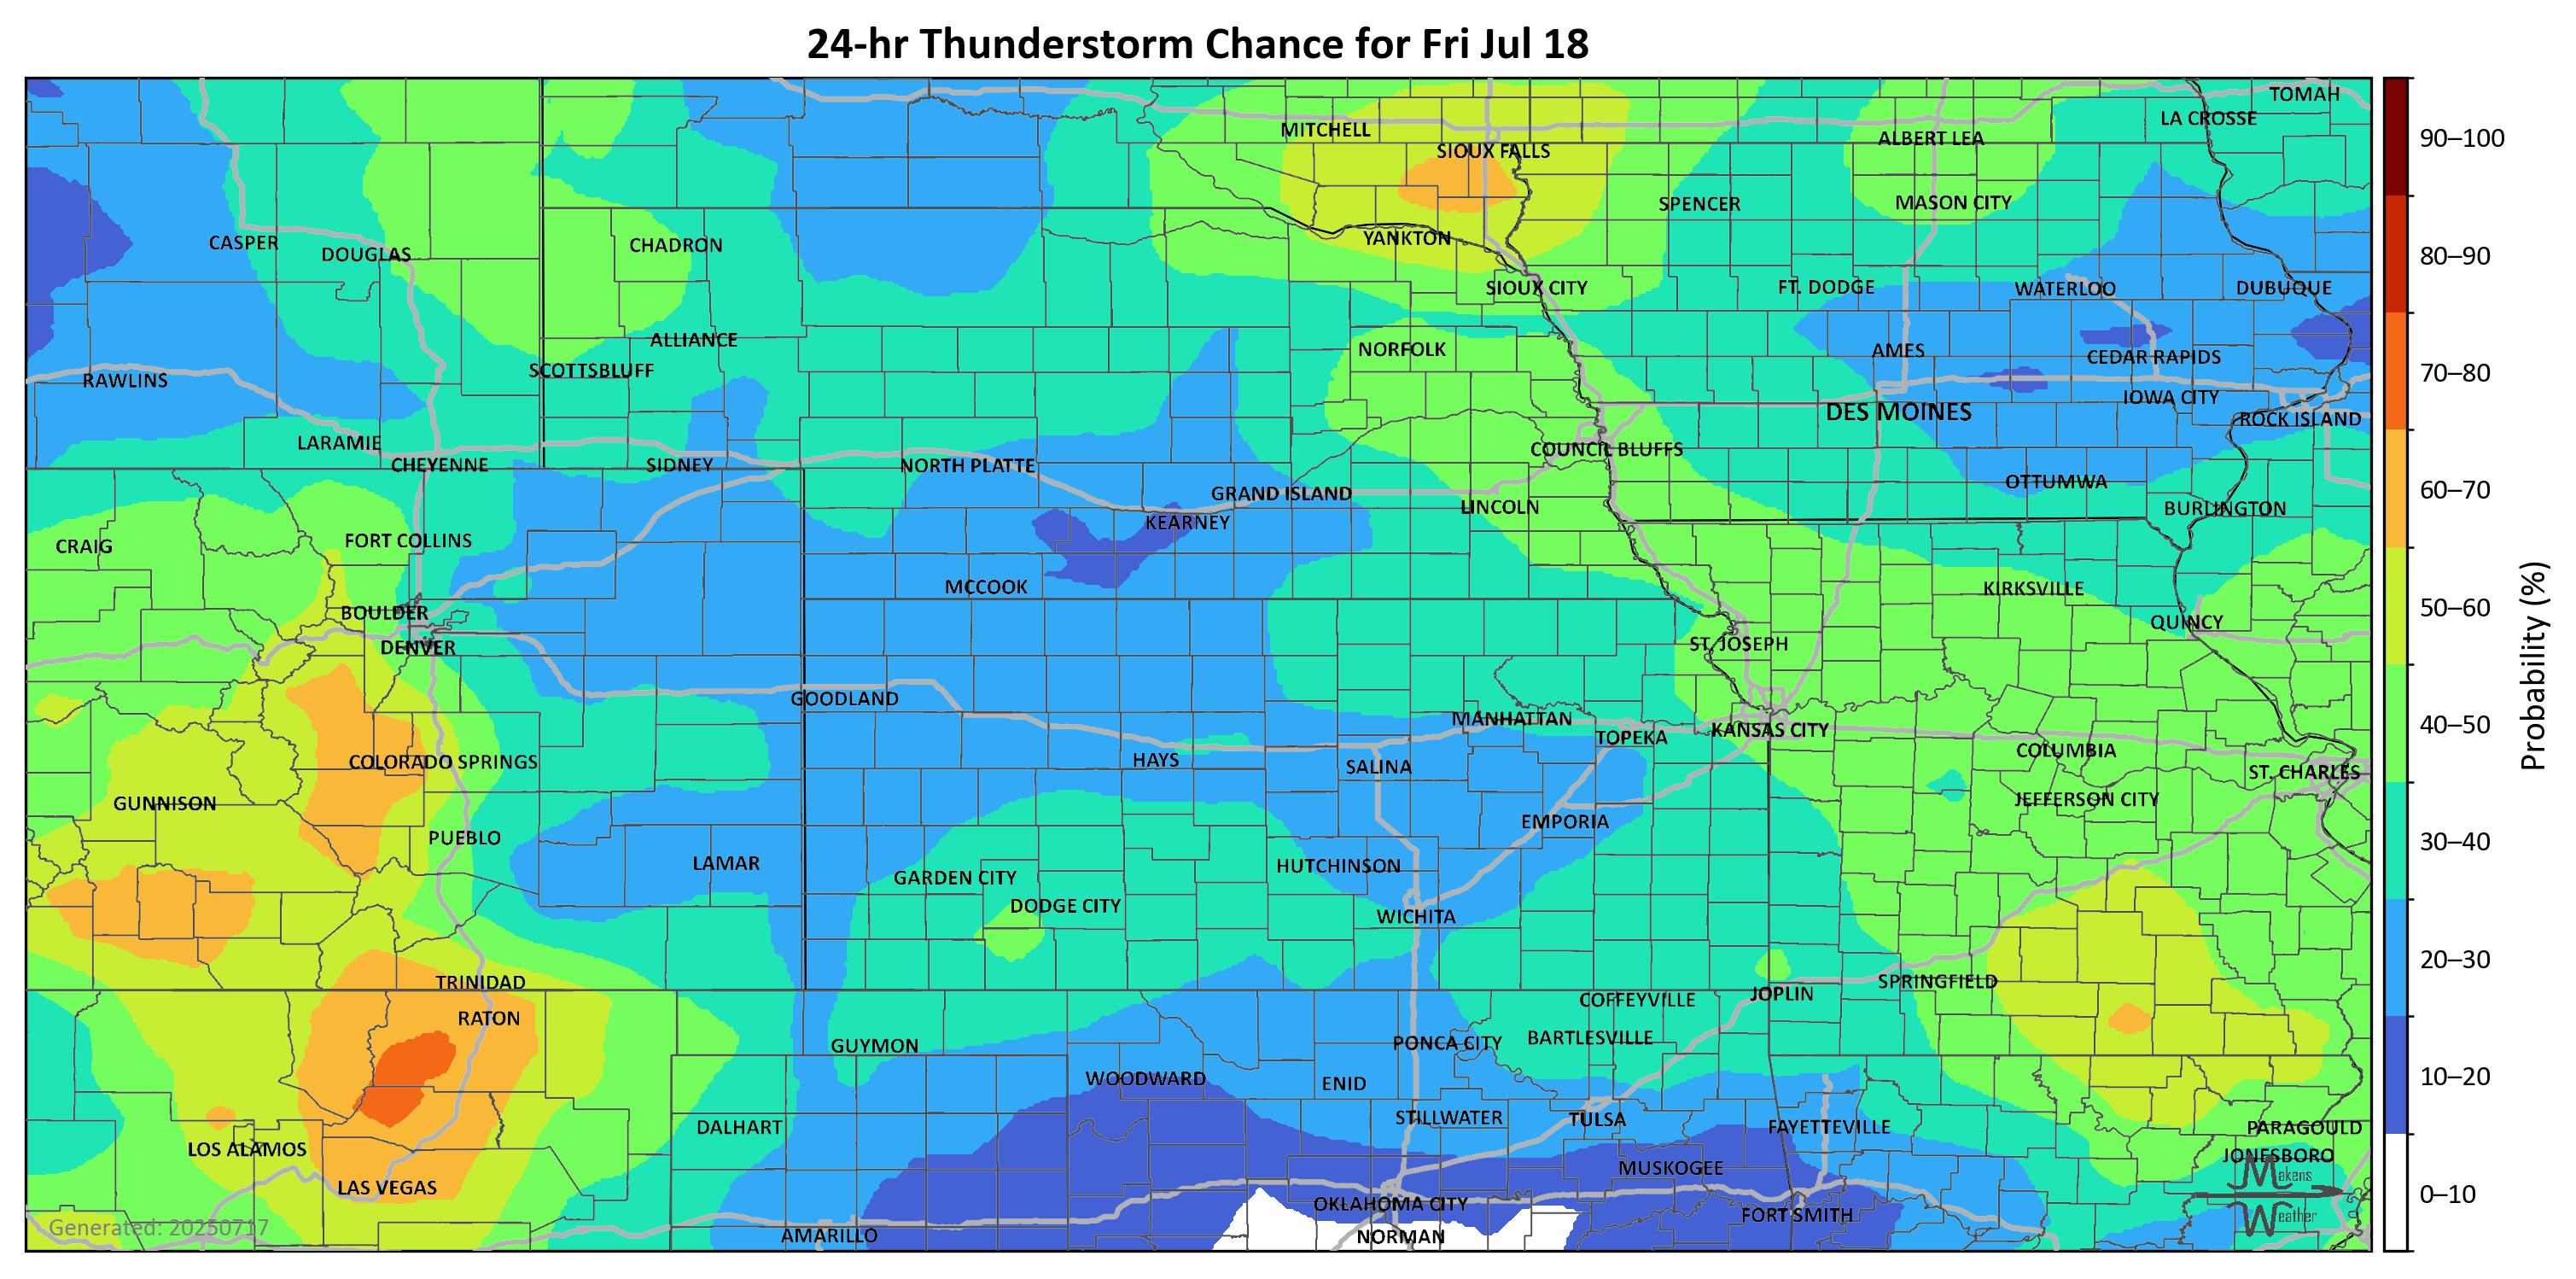 24-hr Thunderstorm Chance for Fri Jul 18
TOMAH
LA CROSSE
MITCHELL
ALBERT LEA
SIOUX FALLS
SPENCER
MASON CITY
YANKTON
CASPER
DOUGLAS
CHADRON
SIOUX CITY
FT. DODGE
WATERLOO
DUBUQUE
ALLIANCE
NORFOLK
AMES
CEDAR RAPIDS
SCOTTSBLUFF
RAWLINS
IOWA CITY
DES MOINES
ROCK ISLAND
LARAMIE
COUNCIL BLUFFS
CHEYENNE
SIDNEY
NORTH PLATTE
OTTUMWA
GRAND ISLAND
LINCOLN
BURLINGTON
KEARNEY
CRAIG
FORT COLLINS
MCCOOK
KIRKSVILLE
BOULDER
QUINCY
DENVER
ST. JOSEPH
GOODLAND
MANHATTAN
TOPEKA
KANSAS CITY
COLUMBIA
COLORADO SPRINGS
HAYS
SALINA
ST. CHARLES
GUNNISON
JEFFERSON CITY
EMPORIA
PUEBLO
LAMAR
HUTCHINSON
GARDEN CITY
DODGE CITY
WICHITA
TRINIDAD
SPRINGFIELD
JOPLIN
COFFEYVILLE
RATON
GUYMON
PONCA CITY
BARTLESVILLE
WOODWARD
ENID
STILLWATER
TULSA
DALHART
FAYETTEVILLE
PARAGOULD
LOS ALAMOS
JONESBORO
MUSKOGEE
LAS VEGAS
OKLAHOMA CITY
FORT SMITH
AMARILLO
NORMAN
Generated: 20250717
Makens
Weather
90–100
80–90
70–80
60–70
50–60
40–50
30–40
20–30
10–20
0–10
Probability (%)